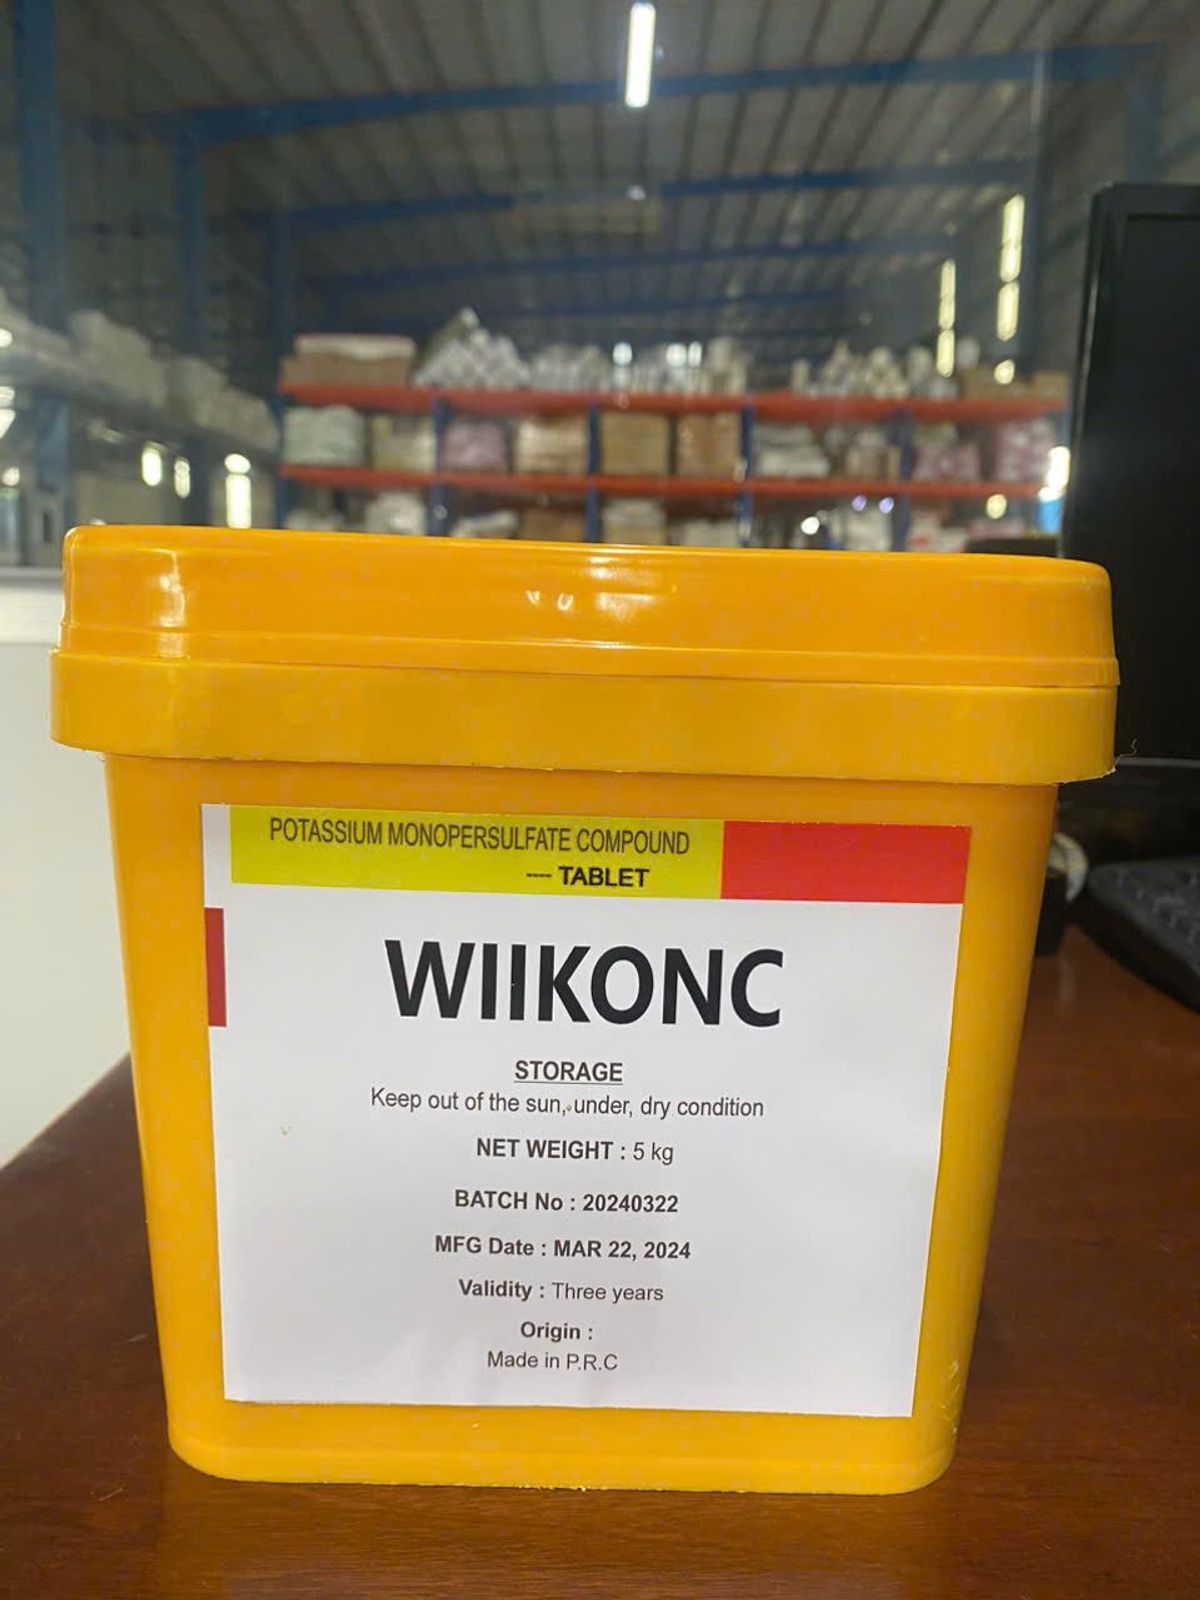 POTASSIUM MONOPERSULFATE COMPOUND
--- TABLET
WIIKONC
STORAGE
Keep out of the sun, under, dry condition
NET WEIGHT : 5 kg
BATCH No : 20240322
MFG Date : MAR 22, 2024
Validity : Three years
Origin :
Made in P.R.C